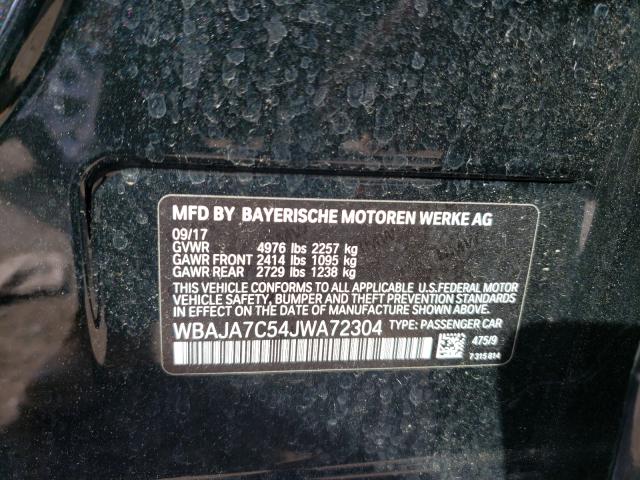 MFD BY BAYERISCHE MOTOREN WERKE AG
09/17
GVWR 4976 lbs 2257 kg
GAWR FRONT 2414 lbs 1095 kg
GAWR REAR 2729 lbs 1238 kg
THIS VEHICLE CONFORMS TO ALL APPLICABLE U.S.FEDERAL MOTOR
VEHICLE SAFETY, BUMPER AND THEFT PREVENTION STANDARDS IN
EFFECT ON THE DATE OF MANUFACTURE SHOWN ABOVE.
WBAJA7C54JWA72304 TYPE: PASSENGER CAR
475/9
7315814